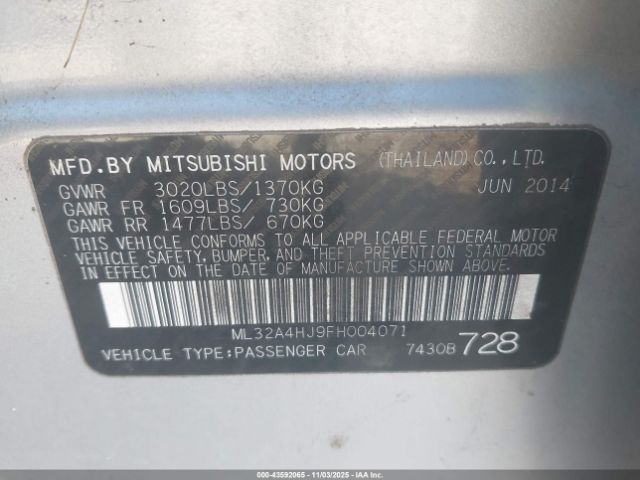 MFD.BY MITSUBISHI MOTORS (THAILAND) CO., LTD.
GVWR 3020LBS/1370KG JUN 2014
GAWR FR 1609LBS/ 730KG
GAWR RR 1477LBS/ 670KG
THIS VEHICLE CONFORMS TO ALL APPLICABLE FEDERAL MOTOR
VEHICLE SAFETY, BUMPER, AND THEFT PREVENTION STANDARDS
IN EFFECT ON THE DATE OF MANUFACTURE SHOWN ABOVE.
ML32A4HJ9FH004071
VEHICLE TYPE:PASSENGER CAR 7430B 728
000-43592065 - 11/03/2025 - IAAI.COM